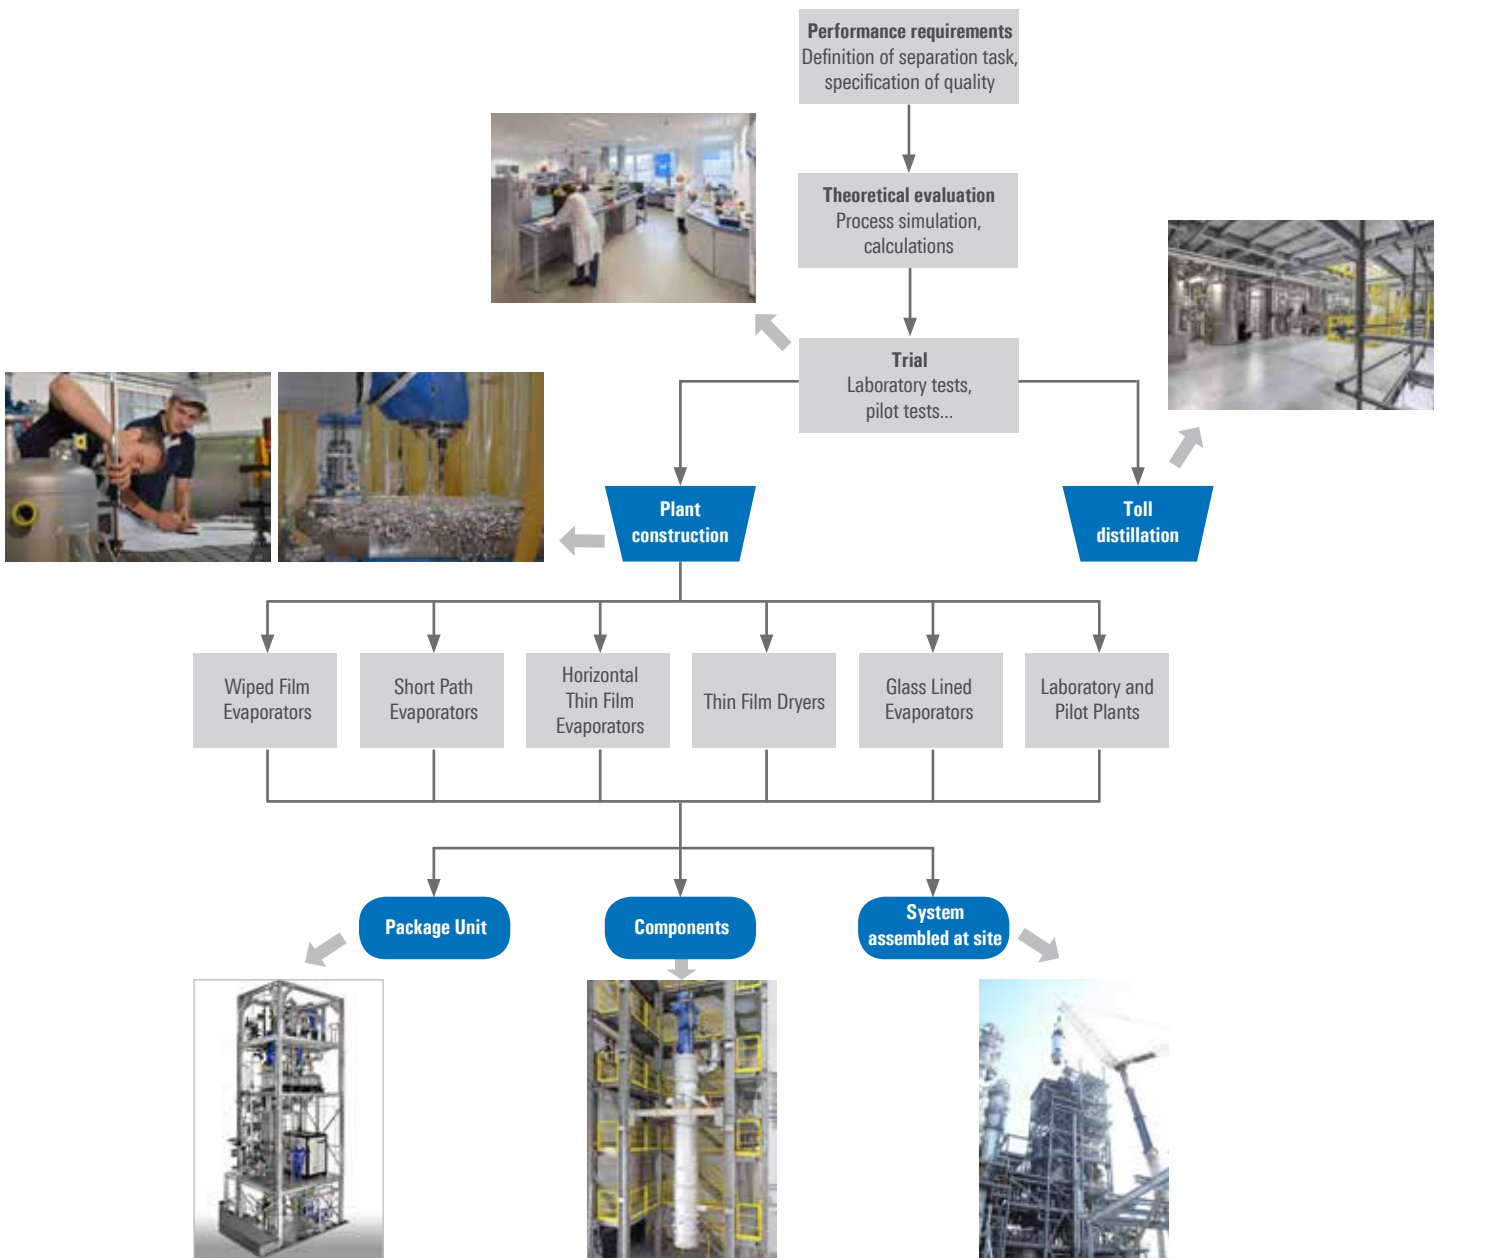 Performance requirements
Definition of separation task,
specification of quality
Theoretical evaluation
Process simulation,
calculations
Trial
Laboratory tests,
pilot tests...
Plant
construction
Toll
distillation
Wiped Film
Evaporators
Short Path
Evaporators
Horizontal
Thin Film
Evaporators
Thin Film Dryers
Glass Lined
Evaporators
Laboratory and
Pilot Plants
Package Unit
Components
System
assembled at site